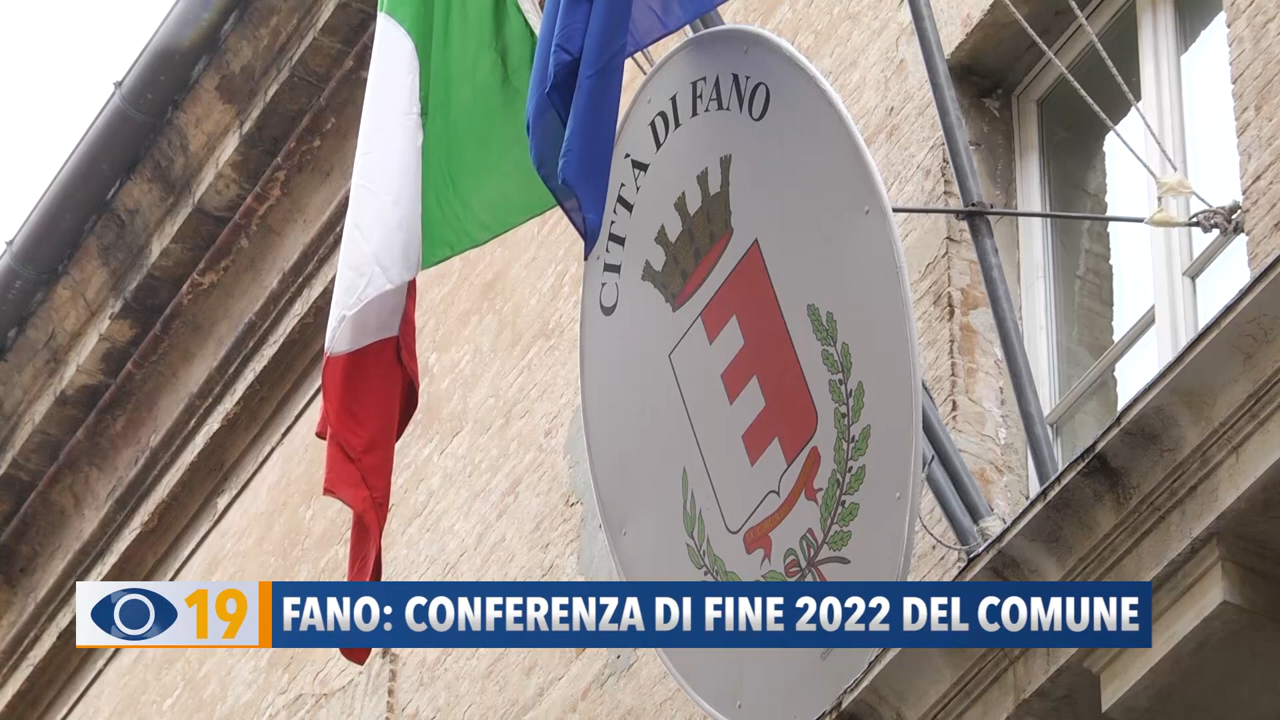 CITTÀ DI FANO
19
FANO: CONFERENZA DI FINE 2022 DEL COMUNE